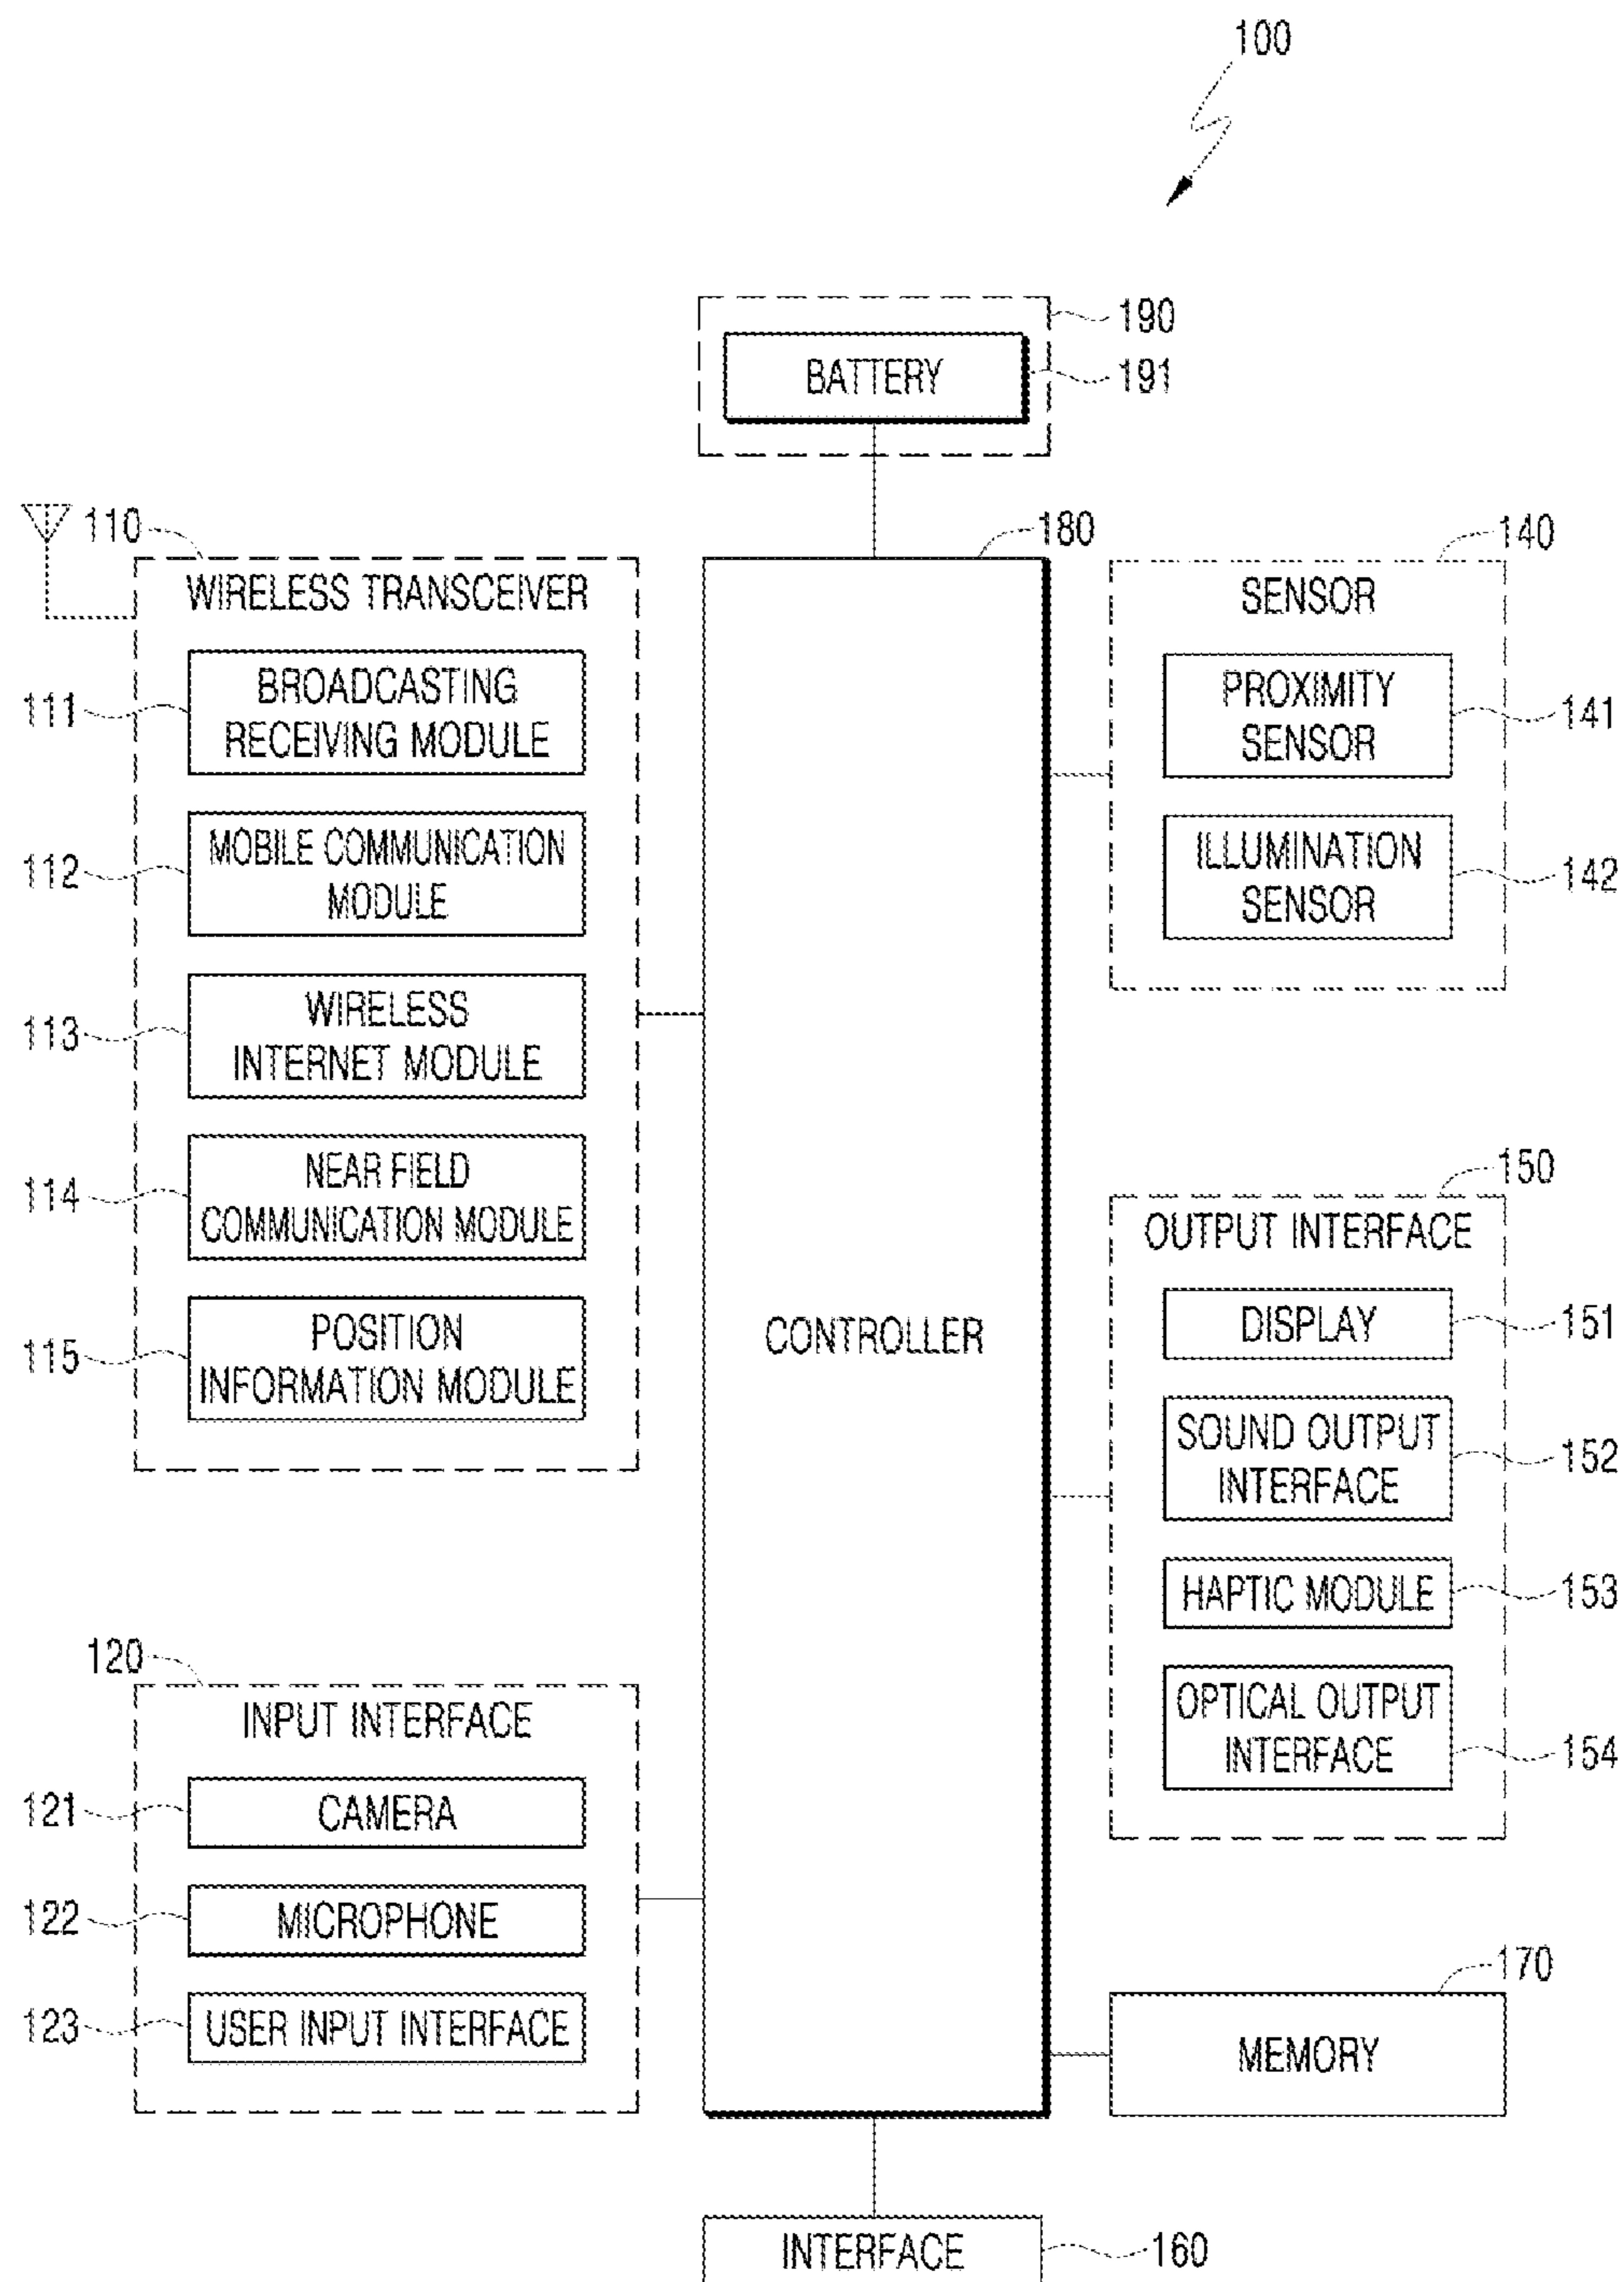 100
190
BATTERY
191
110
180
140
WIRELESS TRANSCEIVER
SENSOR
111
BROADCASTING
RECEIVING MODULE
PROXIMITY
SENSOR
141
112
MOBILE COMMUNICATION
MODULE
ILLUMINATION
SENSOR
142
113
WIRELESS
INTERNET MODULE
114
NEAR FIELD
COMMUNICATION MODULE
150
OUTPUT INTERFACE
115
POSITION
INFORMATION MODULE
CONTROLLER
DISPLAY
151
SOUND OUTPUT
INTERFACE
152
HAPTIC MODULE
153
120
INPUT INTERFACE
OPTICAL OUTPUT
INTERFACE
154
121
CAMERA
122
MICROPHONE
170
123
USER INPUT INTERFACE
MEMORY
INTERFACE
160